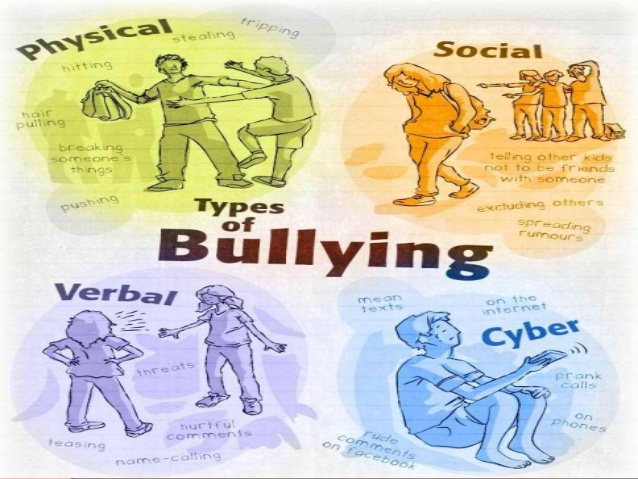 Physical
stealing
tripping
hitting
hair
pulling
breaking
someone's
things
pushing
Social
telling other kids
not to be friends
with someone
excluding others
spreading
rumours
Types
of
Bullying
Verbal
threats
hurtful
comments
teasing
name-calling
mean
texts
on the
internet
Cyber
prank
calls
on
phones
rude
comments
on facebook